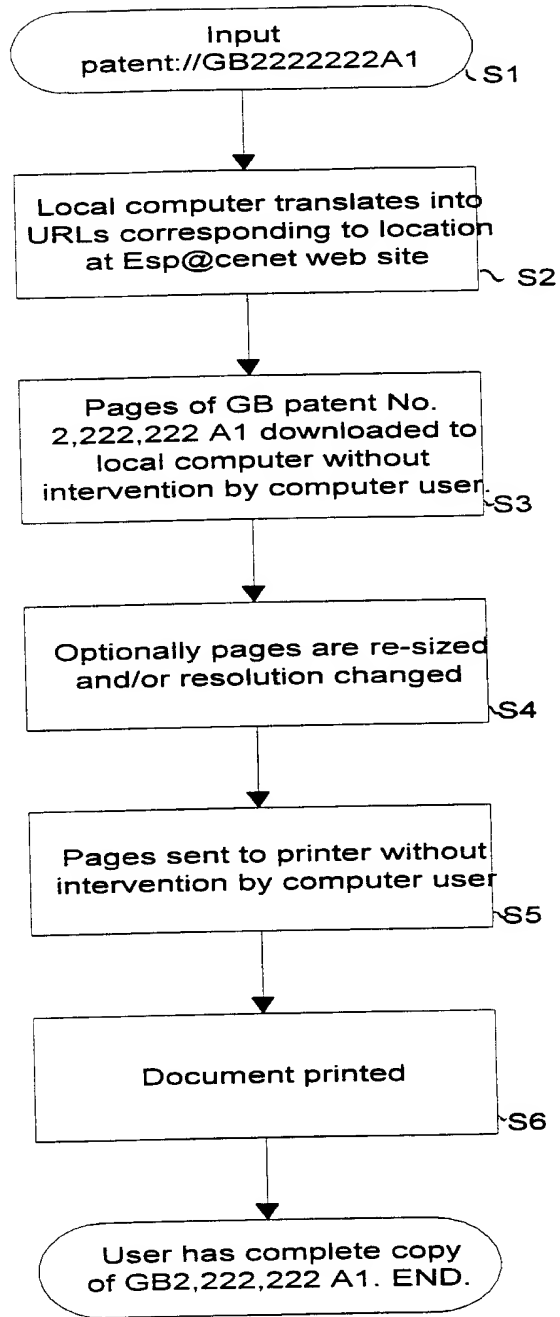 Input
patent://GB2222222A1
S1
Local computer translates into
URLs corresponding to location
at Esp@cenet web site
S2
Pages of GB patent No.
2,222,222 A1 downloaded to
local computer without
intervention by computer user.
S3
Optionally pages are re-sized
and/or resolution changed
S4
Pages sent to printer without
intervention by computer user
S5
Document printed
S6
User has complete copy
of GB2,222,222 A1. END.